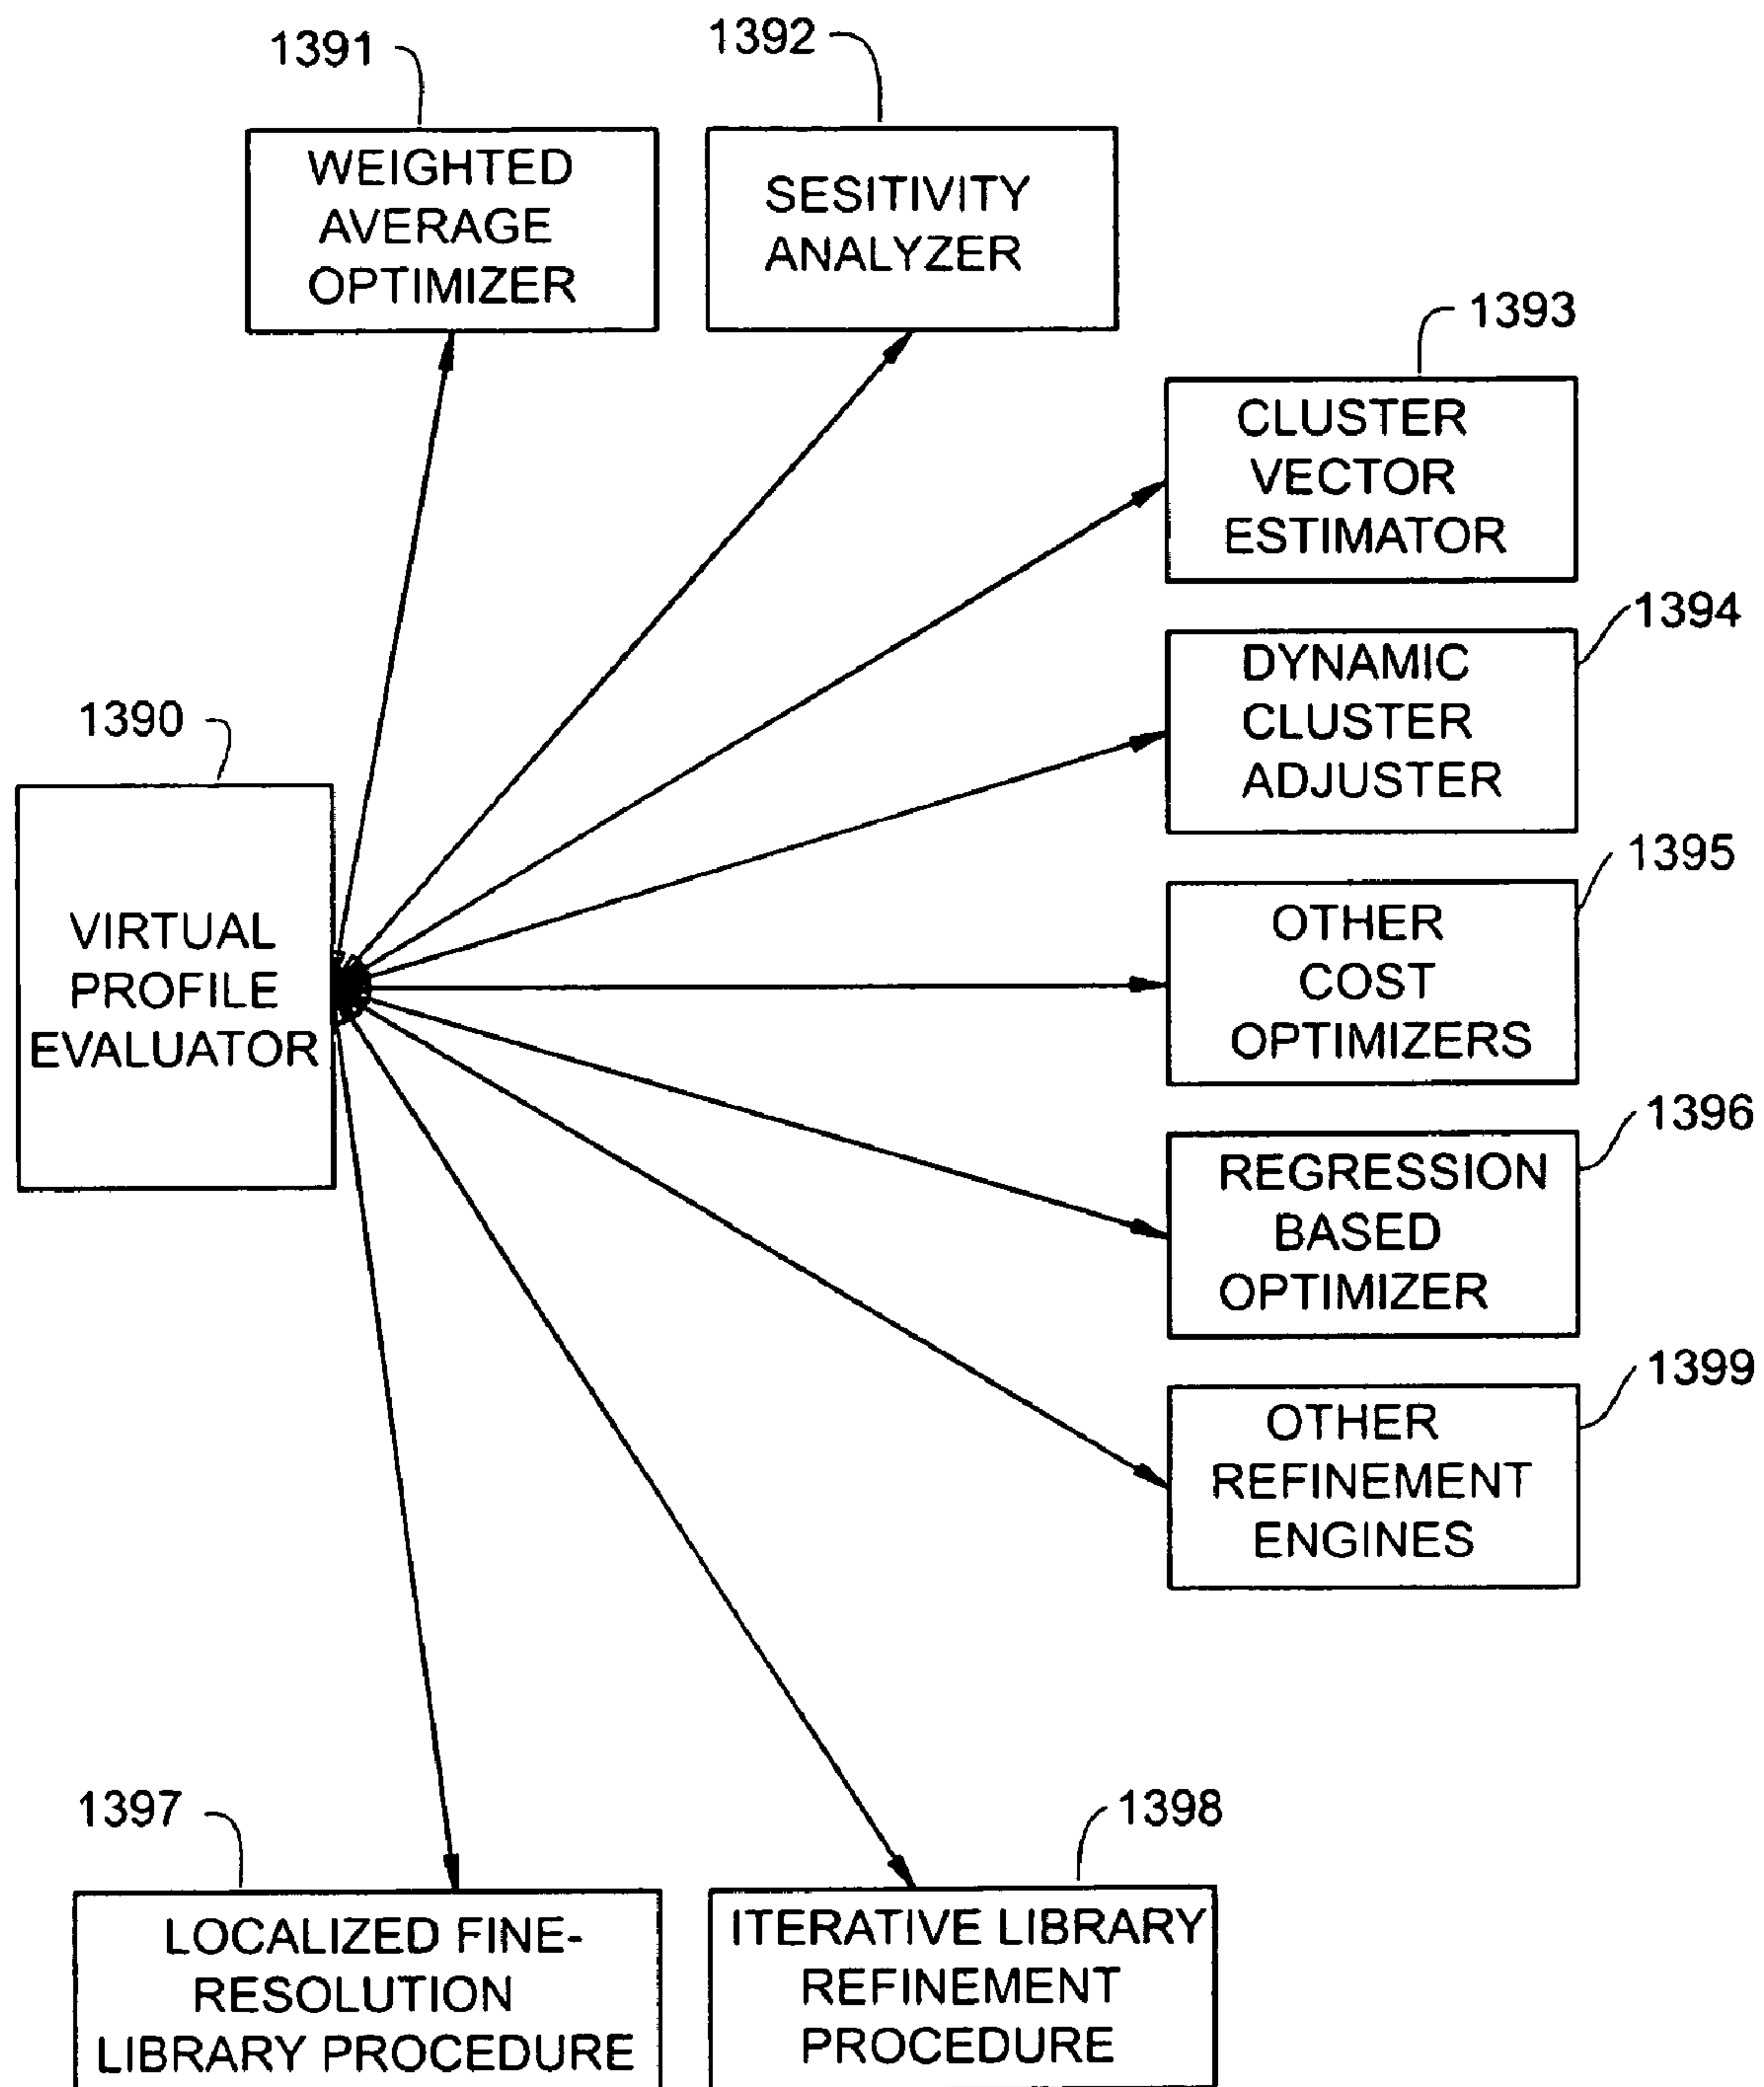 1391
WEIGHTED
AVERAGE
OPTIMIZER
1392
SESITIVITY
ANALYZER
1393
CLUSTER
VECTOR
ESTIMATOR
1394
DYNAMIC
CLUSTER
ADJUSTER
1390
VIRTUAL
PROFILE
EVALUATOR
1395
OTHER
COST
OPTIMIZERS
1396
REGRESSION
BASED
OPTIMIZER
1399
OTHER
REFINEMENT
ENGINES
1397
LOCALIZED FINE-
RESOLUTION
LIBRARY PROCEDURE
1398
ITERATIVE LIBRARY
REFINEMENT
PROCEDURE